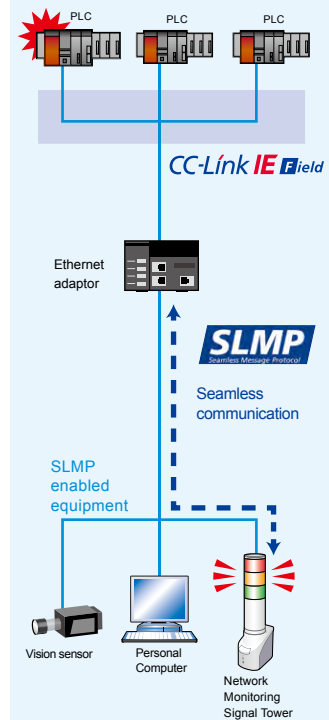 PLC
PLC
PLC
CC-Link IE Field
Ethernet
adaptor
SLMP
Seamless Message Protocol
Seamless
communication
SLMP
enabled
equipment
Vision sensor
Personal
Computer
Network
Monitoring
Signal Tower